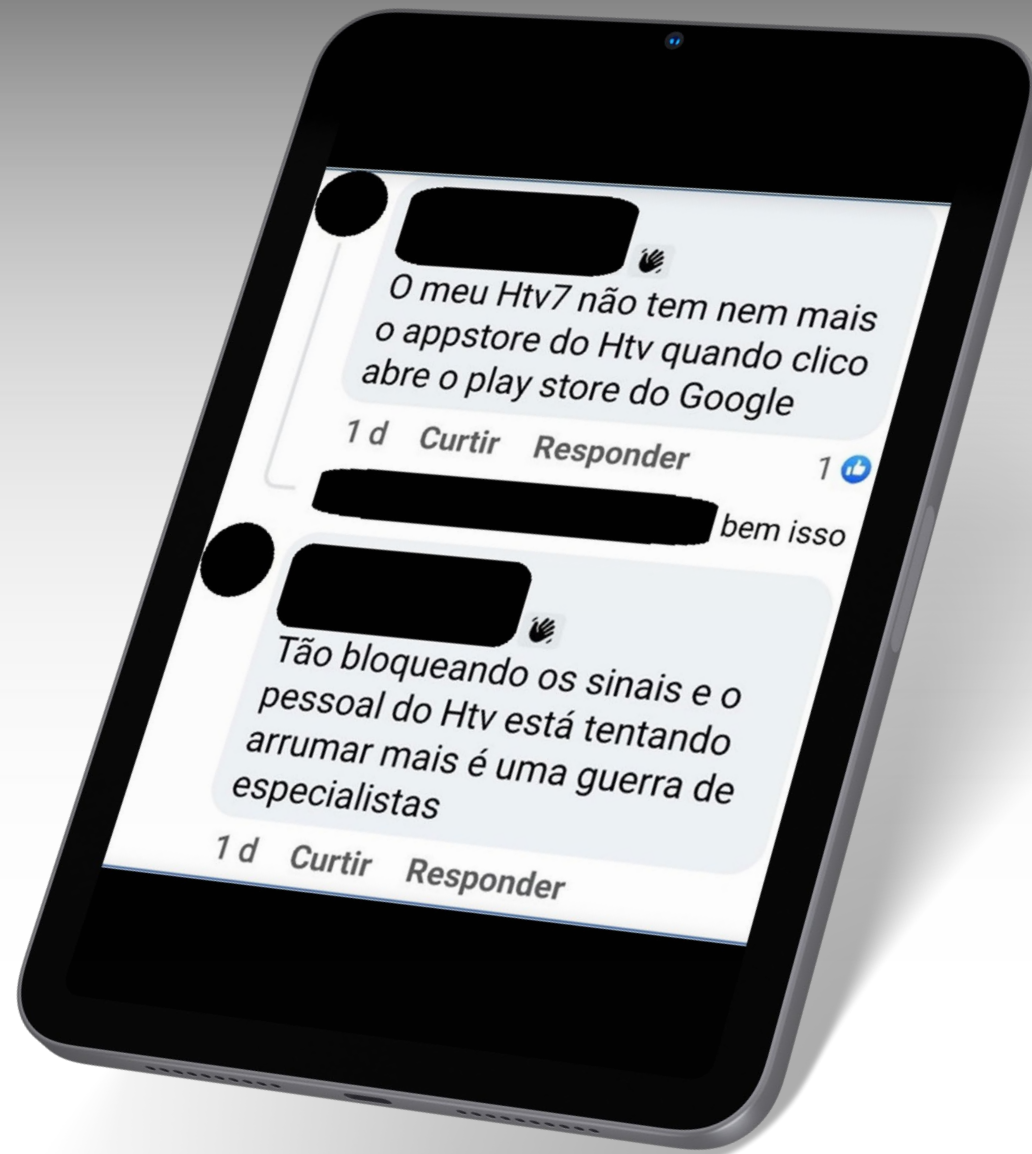 O meu Htv7 não tem nem mais
o appstore do Htv quando clico
abre o play store do Google
1 d Curtir Responder 1
bem isso
Tão bloqueando os sinais e o
pessoal do Htv está tentando
arrumar mais é uma guerra de
especialistas
1 d Curtir Responder